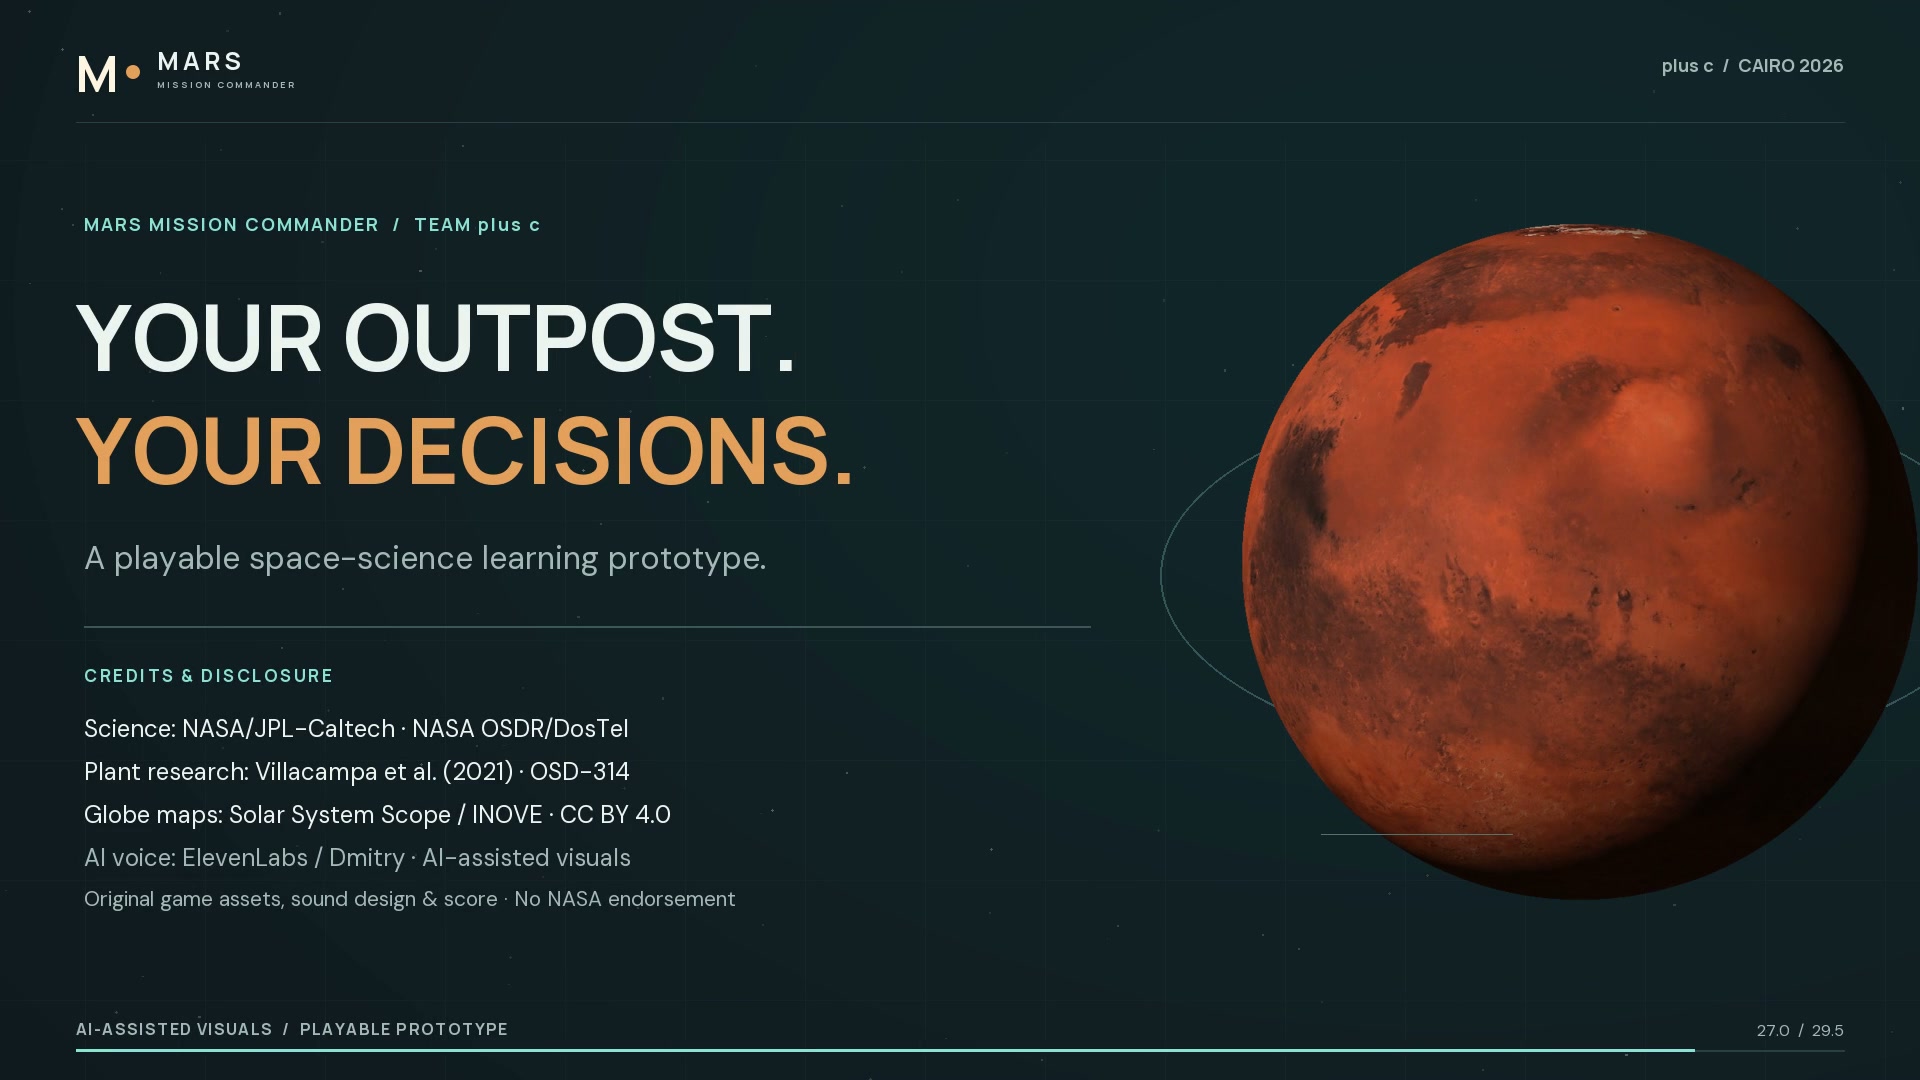 M MARS
MISSION COMMANDER
plus c / CAIRO 2026
MARS MISSION COMMANDER / TEAM plus c
YOUR OUTPOST.
YOUR DECISIONS.
A playable space-science learning prototype.
CREDITS & DISCLOSURE
Science: NASA/JPL-Caltech · NASA OSDR/DosTel
Plant research: Villacampa et al. (2021) · OSD-314
Globe maps: Solar System Scope / INOVE · CC BY 4.0
AI voice: ElevenLabs / Dmitry · AI-assisted visuals
Original game assets, sound design & score · No NASA endorsement
AI-ASSISTED VISUALS / PLAYABLE PROTOTYPE
27.0 / 29.5